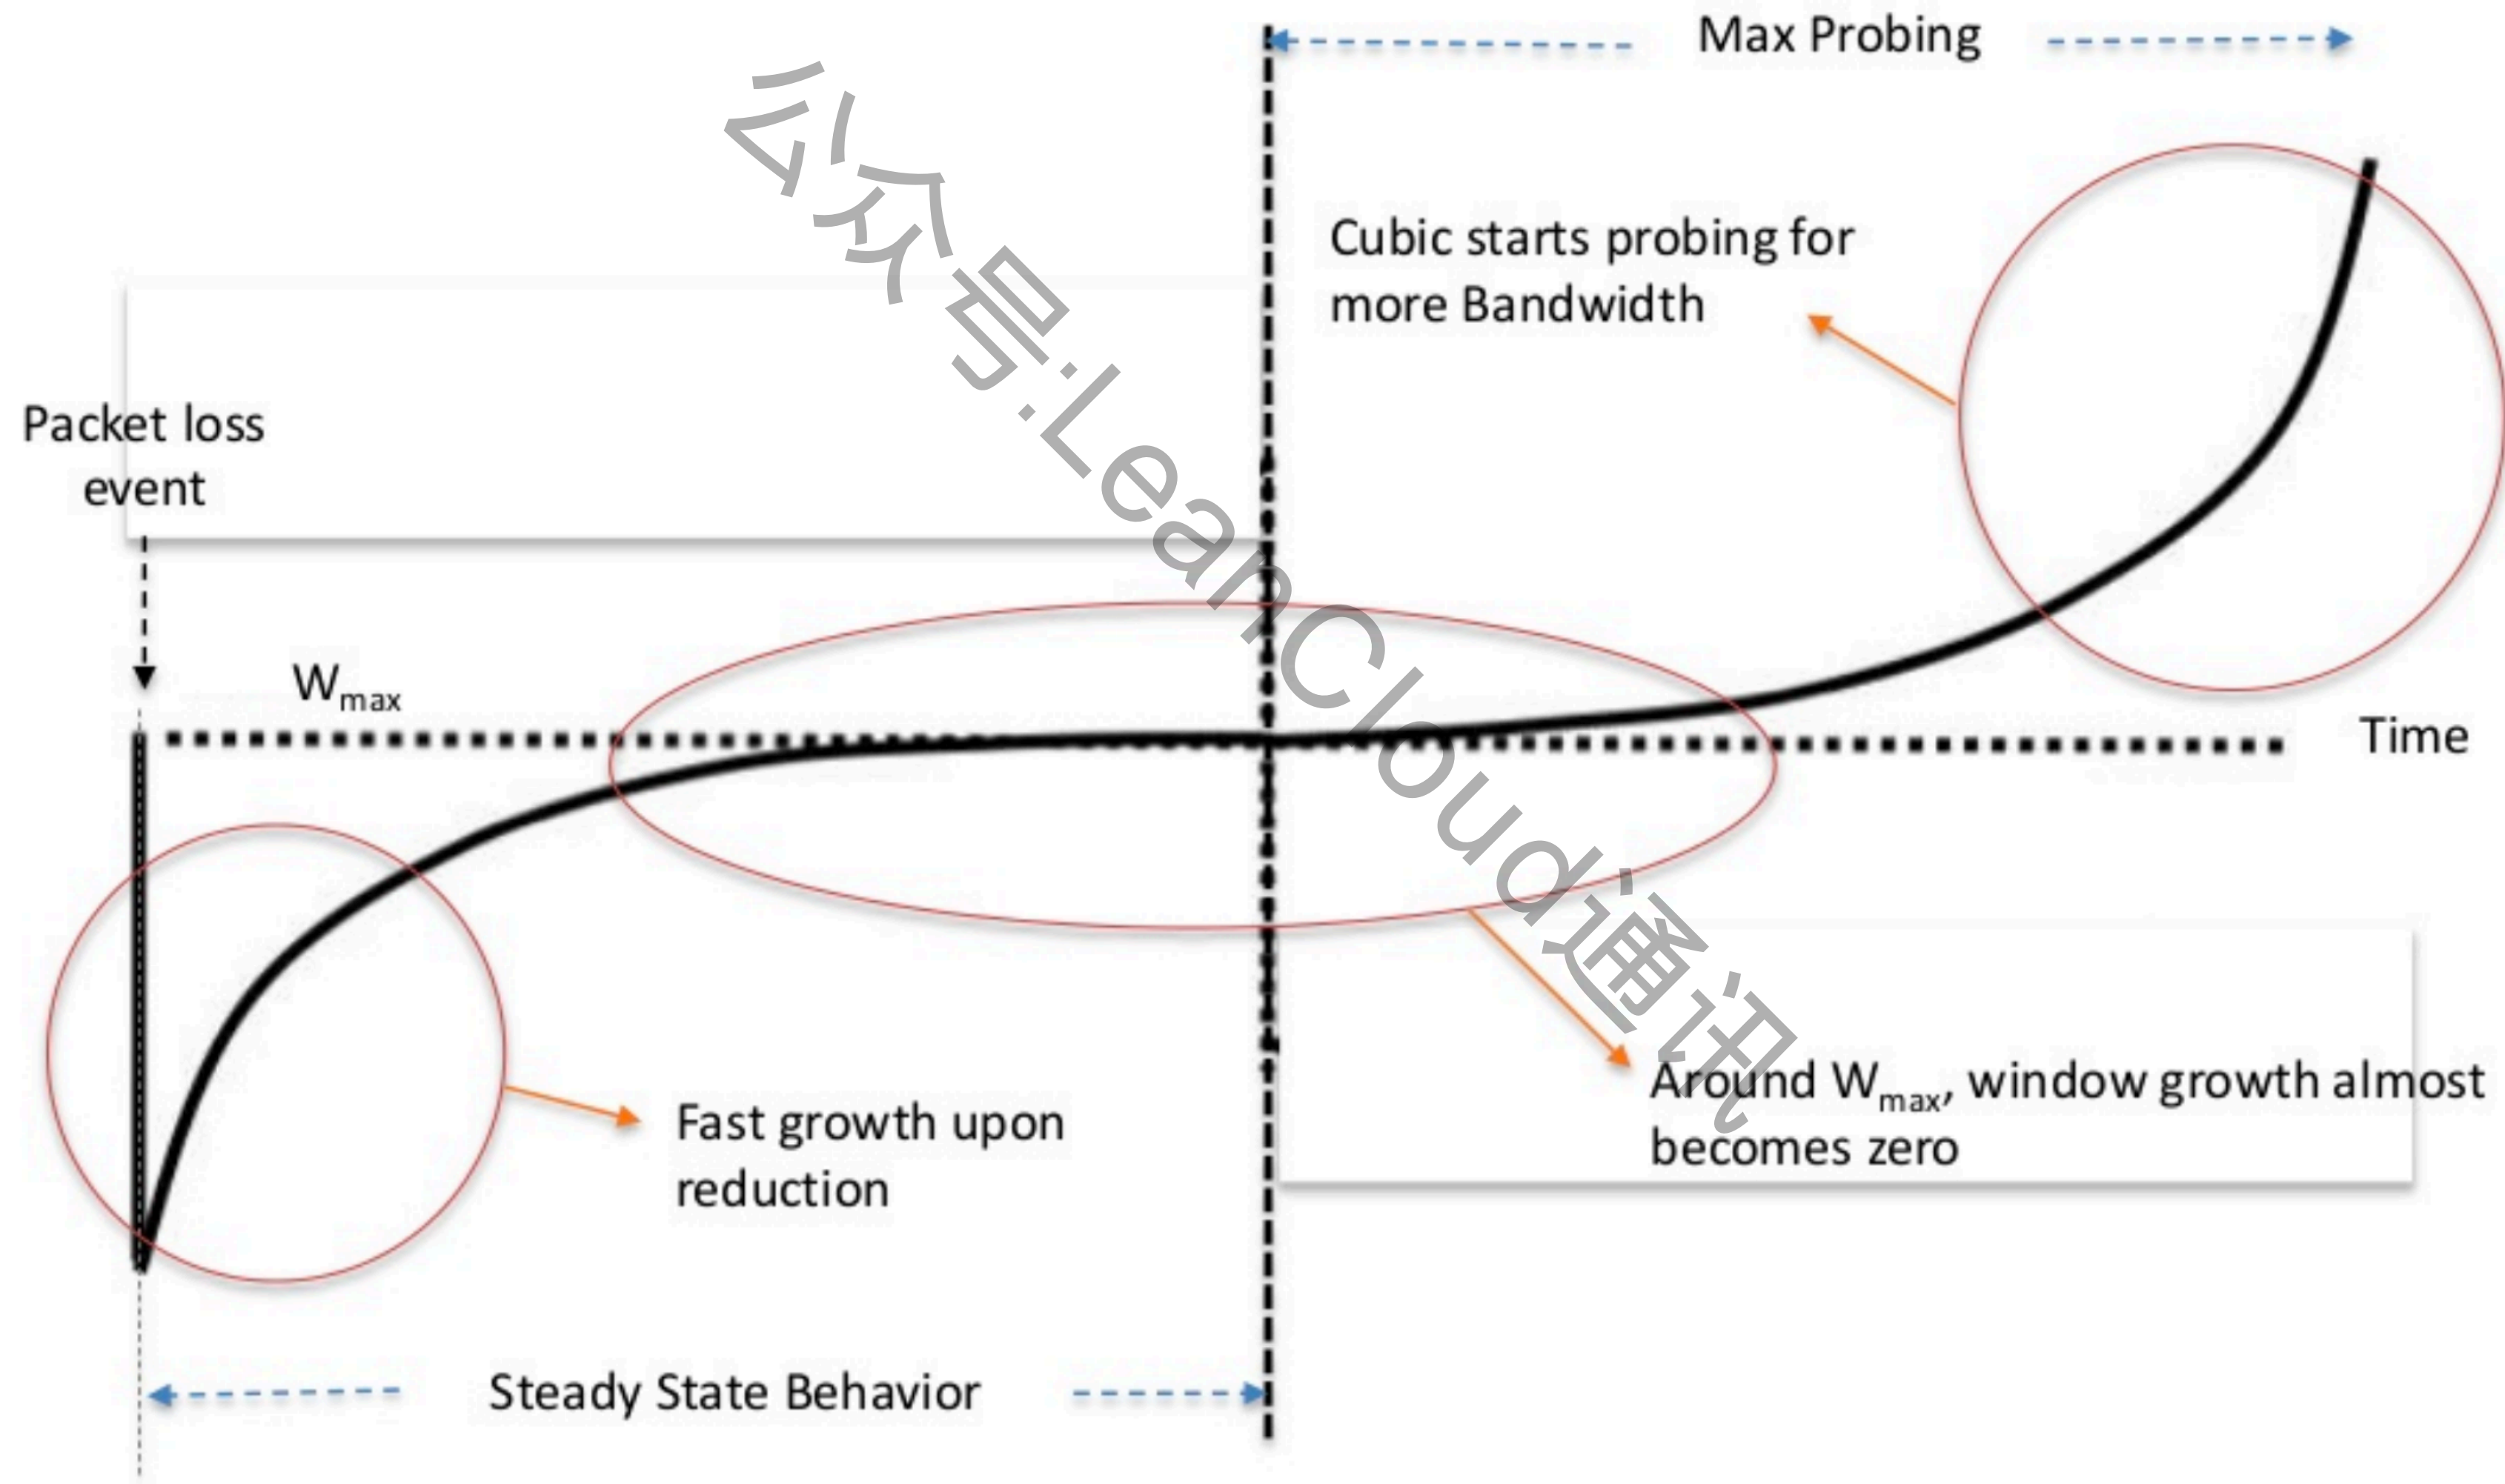 Max Probing
公众号:LeanCloud通讯
Cubic starts probing for
more Bandwidth
Packet loss
event
Wmax
Time
Around Wmax, window growth almost
becomes zero
Fast growth upon
reduction
Steady State Behavior